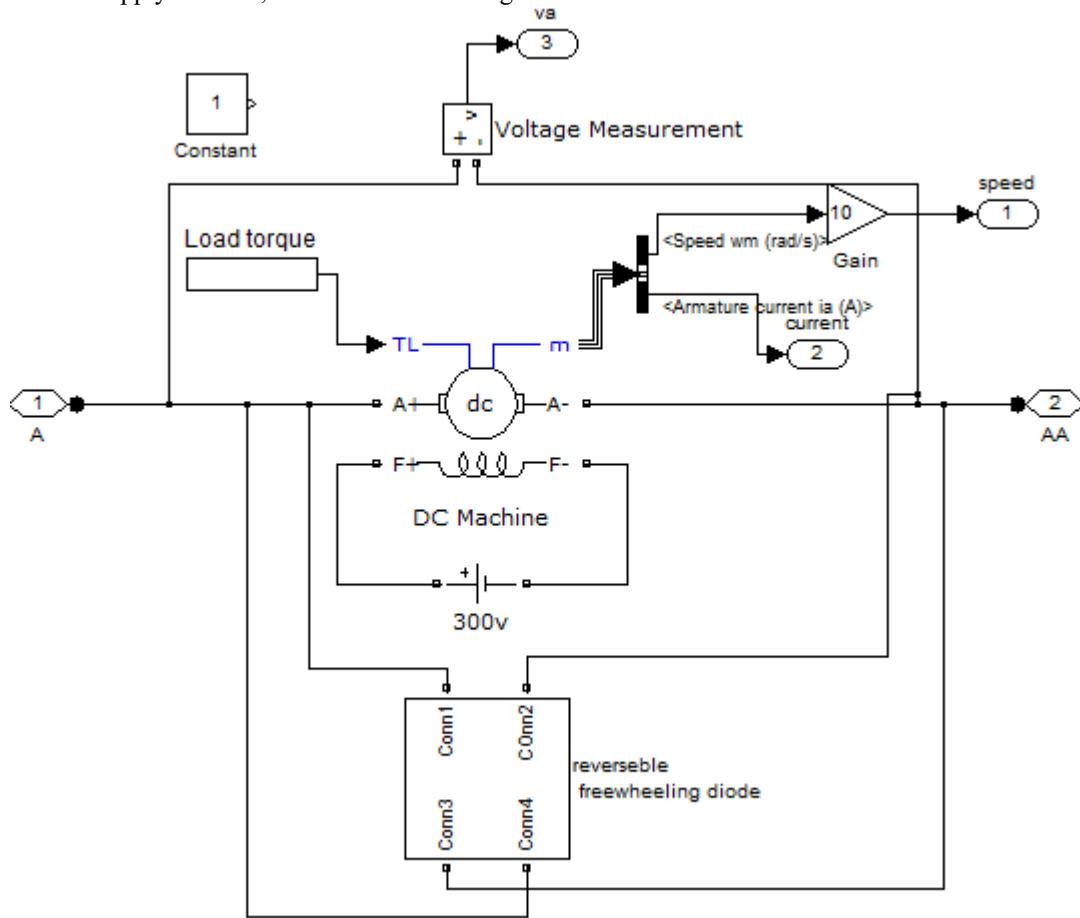 va
3
1
Constant
> 
+ -
Voltage Measurement
speed
1
10
<Speed wm (rad/s)>
Gain
Load torque
<Armature current ia (A)>
current
2
TL
m
1
A
A+
dc
A-
2
AA
F+
F-
DC Machine
+
300v
Conn1
COnn2
Conn3
Conn4
reverseble
freewheeling diode